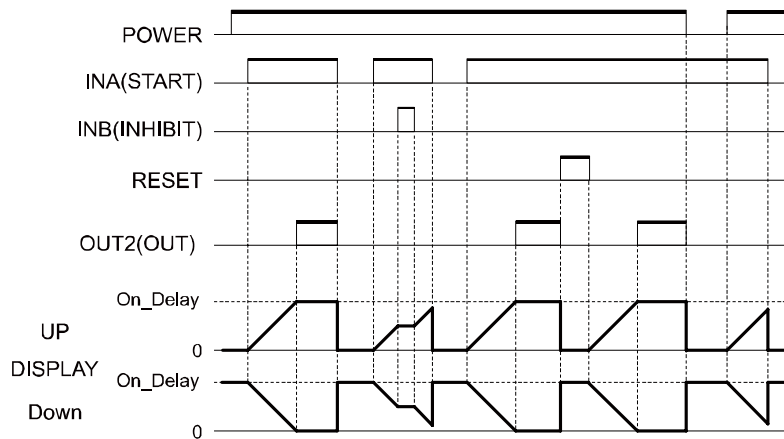 POWER
INA(START)
INB(INHIBIT)
RESET
OUT2(OUT)
On_Delay
UP
0
DISPLAY
On_Delay
Down
0